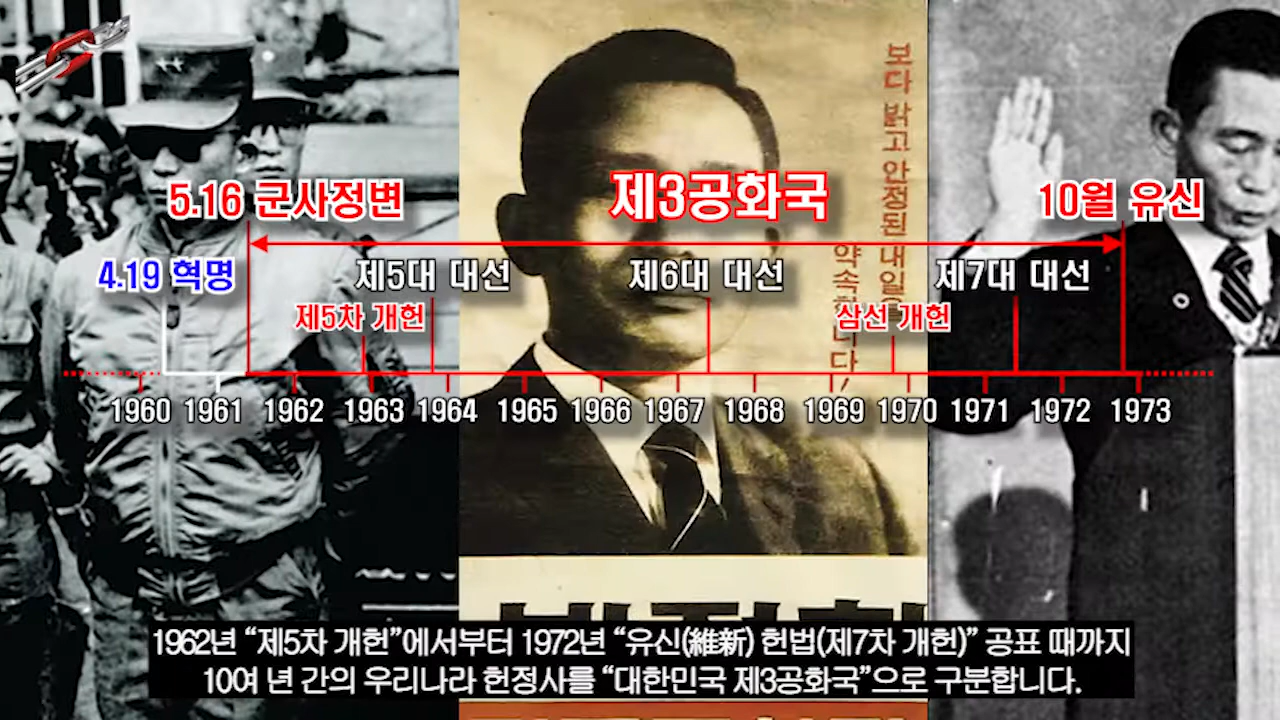 5.16 군사정변
제3공화국
10월 유신
4.19 혁명
제5대 대선
제6대 대선
제7대 대선
제5차 개헌
삼선 개헌
1960 1961 1962 1963 1964 1965 1966 1967 1968 1969 1970 1971 1972 1973
보다 밝고 안정된 내일을
약속합니다
1962년 “제5차 개헌”에서부터 1972년 “유신(維新) 헌법(제7차 개헌)” 공표 때까지
10여 년 간의 우리나라 헌정사를 “대한민국 제3공화국”으로 구분합니다.